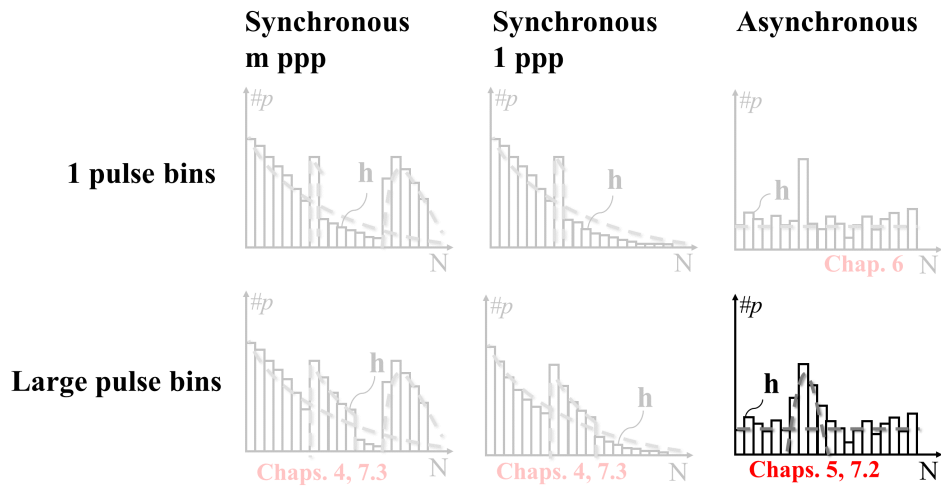 Synchronous
m ppp
Synchronous
1 ppp
Asynchronous
1 pulse bins
#p
h
N
#p
h
N
#p
h
Chap. 6
N
Large pulse bins
#p
h
N
Chaps. 4, 7.3
#p
h
N
Chaps. 4, 7.3
#p
h
N
Chaps. 5, 7.2